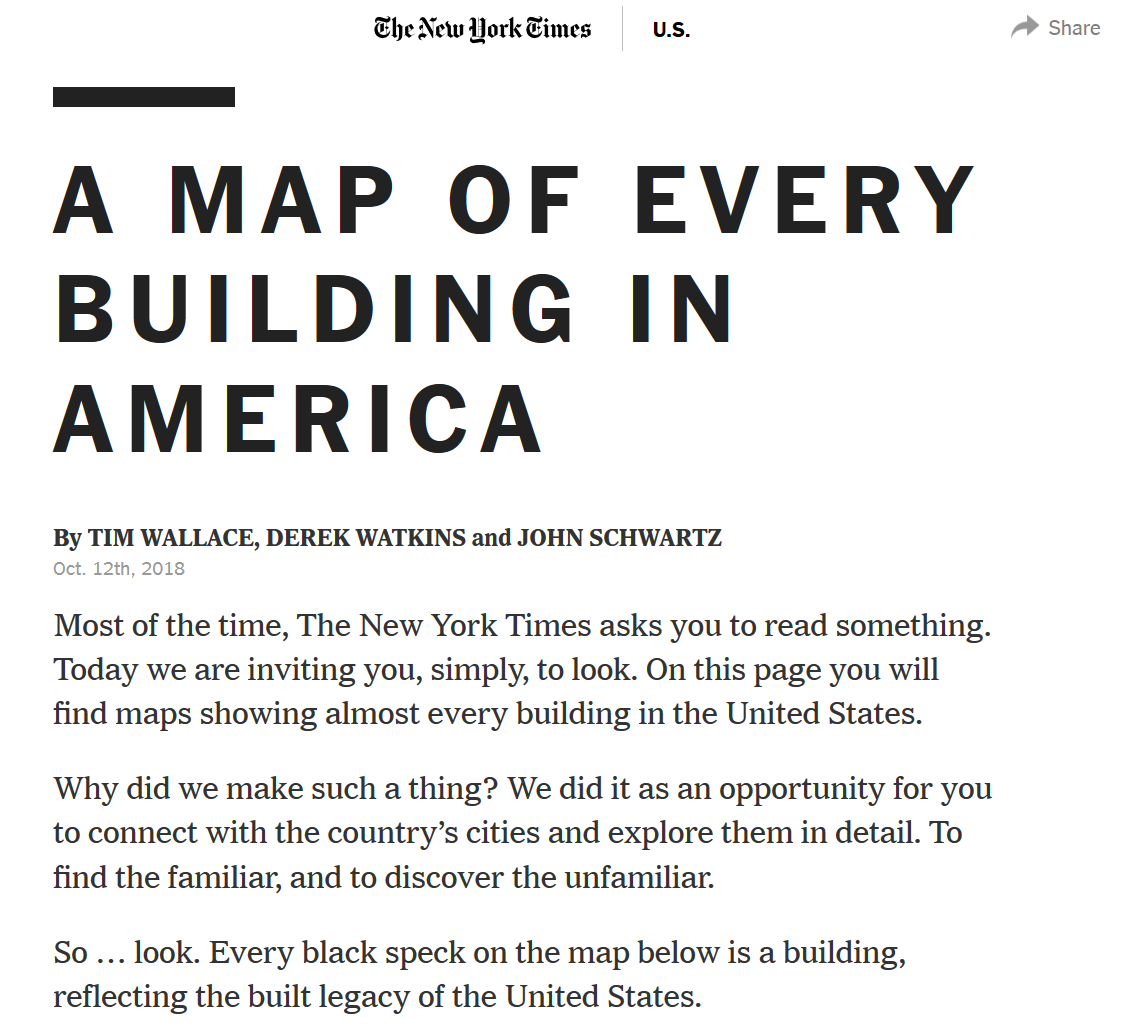 The New York Times
U.S.
Share
A MAP OF EVERY
BUILDING IN
AMERICA
By TIM WALLACE, DEREK WATKINS and JOHN SCHWARTZ
Oct. 12th, 2018
Most of the time, The New York Times asks you to read something.
Today we are inviting you, simply, to look. On this page you will
find maps showing almost every building in the United States.
Why did we make such a thing? We did it as an opportunity for you
to connect with the country’s cities and explore them in detail. To
find the familiar, and to discover the unfamiliar.
So … look. Every black speck on the map below is a building,
reflecting the built legacy of the United States.